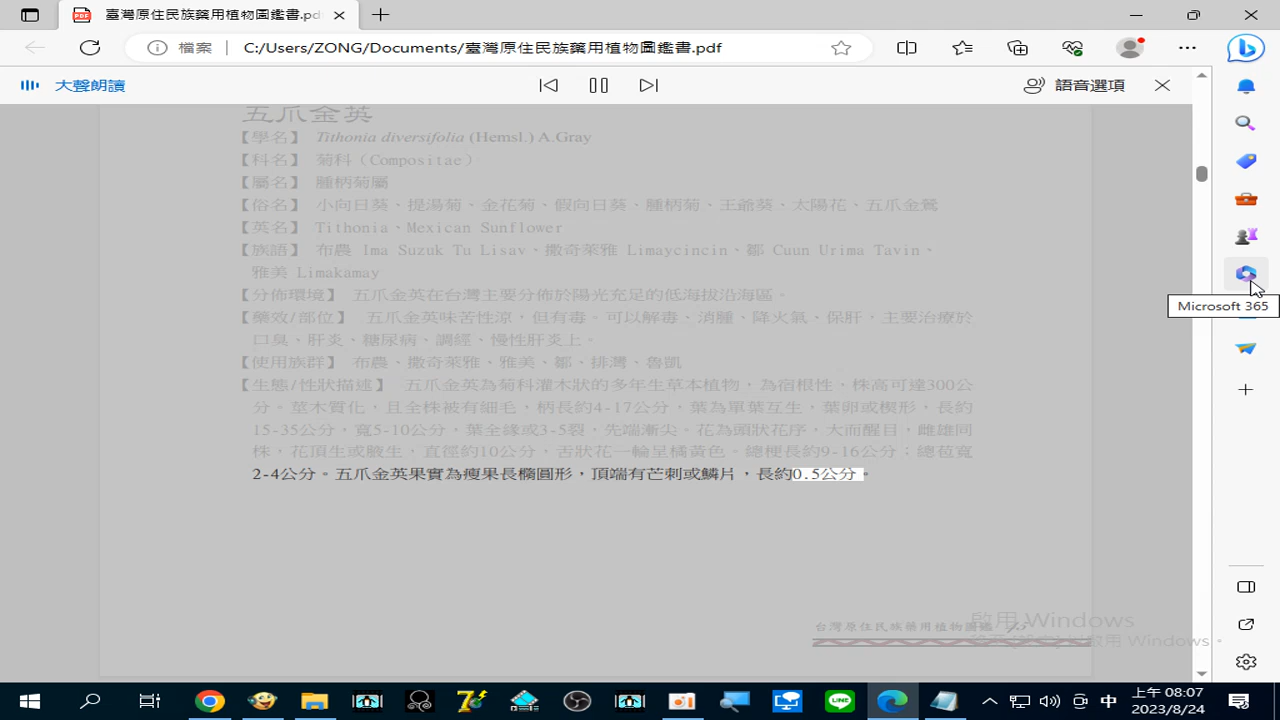 臺灣原住民族藥用植物圖鑑書.pdf
檔案
C:/Users/ZONG/Documents/臺灣原住民族藥用植物圖鑑書.pdf
大聲朗讀
語音選項
五爪金英
【學名】 Tithonia diversifolia (Hemsl.) A.Gray
【科名】 菊科（Compositae）
【屬名】 腫柄菊屬
【俗名】 小向日葵、提湯菊、金花菊、假向日葵、腫柄菊、王爺葵、太陽花、五爪金鶯
【英名】 Tithonia、Mexican Sunflower
【族語】 布農 Ima Suzuk Tu Lisav、撒奇萊雅 Limaycincin、鄒 Cuun Urima Tavin、
雅美 Limakamay
【分佈環境】 五爪金英在台灣主要分佈於陽光充足的低海拔沿海區。
【藥效/部位】 五爪金英味苦性涼，但有毒。可以解毒、消腫、降火氣、保肝，主要治療於
口臭、肝炎、糖尿病、調經、慢性肝炎上。
【使用族群】 布農、撒奇萊雅、雅美、鄒、排灣、魯凱
【生態/性狀描述】 五爪金英為菊科灌木狀的多年生草本植物，為宿根性、株高可達300公
分。莖木質化，且全株被有細毛，柄長約4-17公分，葉為單葉互生，葉卵或楔形，長約
15-35公分，寬5-10公分，葉全緣或3-5裂，先端漸尖。花為頭狀花序，大而醒目，雌雄同
株，花頂生或腋生，直徑約10公分，舌狀花一輪呈橘黃色。總梗長約9-16公分；總苞寬
2-4公分。五爪金英果實為瘦果長橢圓形，頂端有芒刺或鱗片，長約0.5公分。
台灣原住民族藥用植物圖鑑
啟用 Windows
啟用 Windows。
Microsoft 365
中
上午 08:07
2023/8/24